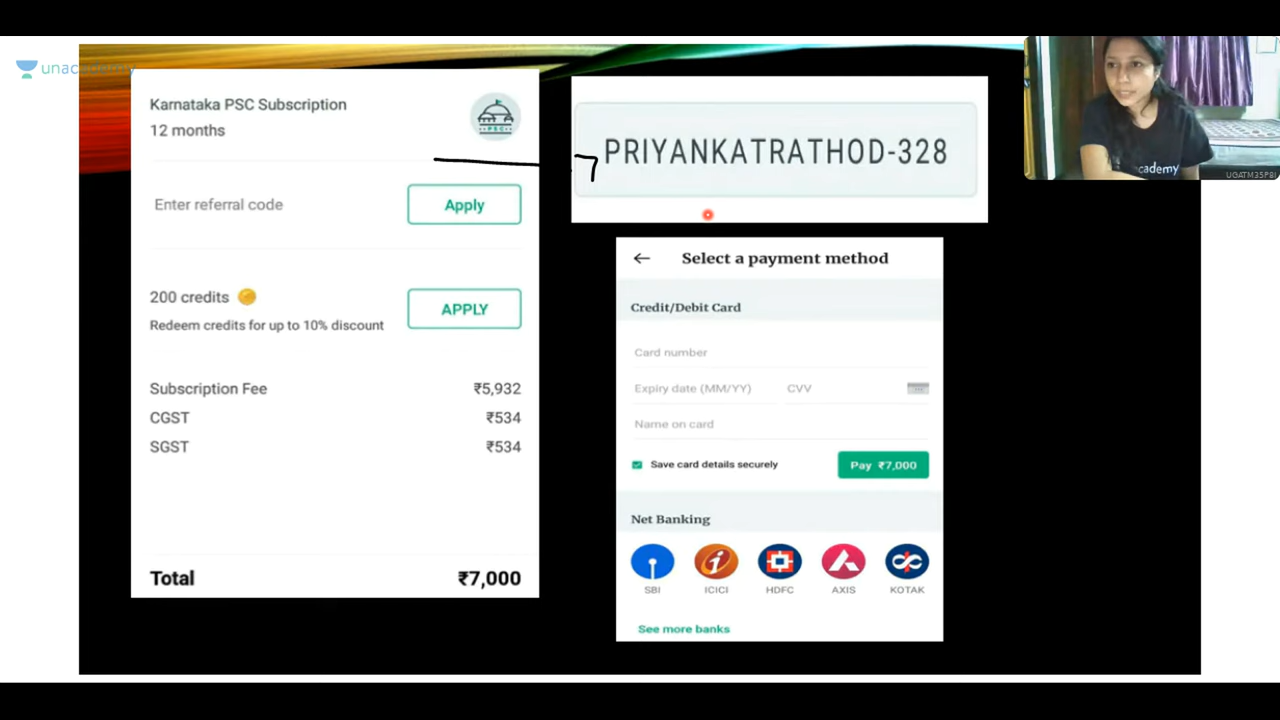 unacademy
Karnataka PSC Subscription
12 months
PSC
Enter referral code
Apply
200 credits
Redeem credits for up to 10% discount
APPLY
Subscription Fee ₹5,932
CGST ₹534
SGST ₹534
Total ₹7,000
PRIYANKATRATHOD-328
Select a payment method
Credit/Debit Card
Card number
Expiry date (MM/YY) CVV
Name on card
Save card details securely
Pay ₹7,000
Net Banking
SBI ICICI HDFC AXIS KOTAK
See more banks
cademy
UGATM35P8I